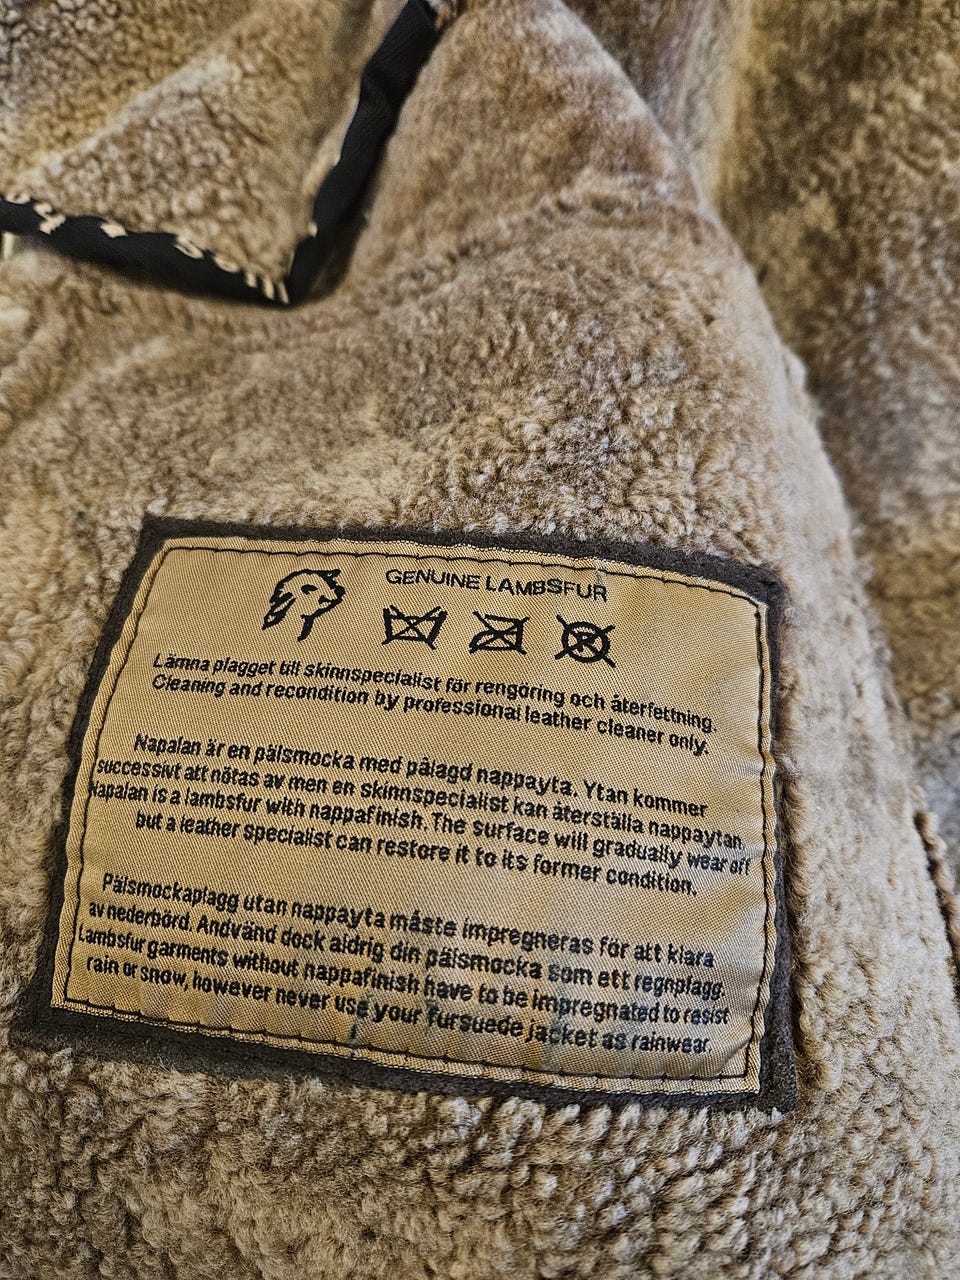 GENUINE LAMBSFUR
Lämna plagget till skinnspecialist för rengöring och återfettning.
Cleaning and recondition by professional leather cleaner only.
Napalan är en pälsmocka med pålagd nappayta. Ytan kommer
successivt att nötas av men en skinnspecialist kan återställa nappaytan.
Napalan is a lambsfur with nappafinish. The surface will gradually wear off
but a leather specialist can restore it to its former condition.
Pälsmockaplagg utan nappayta måste impregneras för att klara
av nederbörd. Andvänd dock aldrig din pälsmocka som ett regnplagg.
Lambsfur garments without nappafinish have to be impregnated to resist
rain or snow, however never use your fursuede jacket as rainwear.